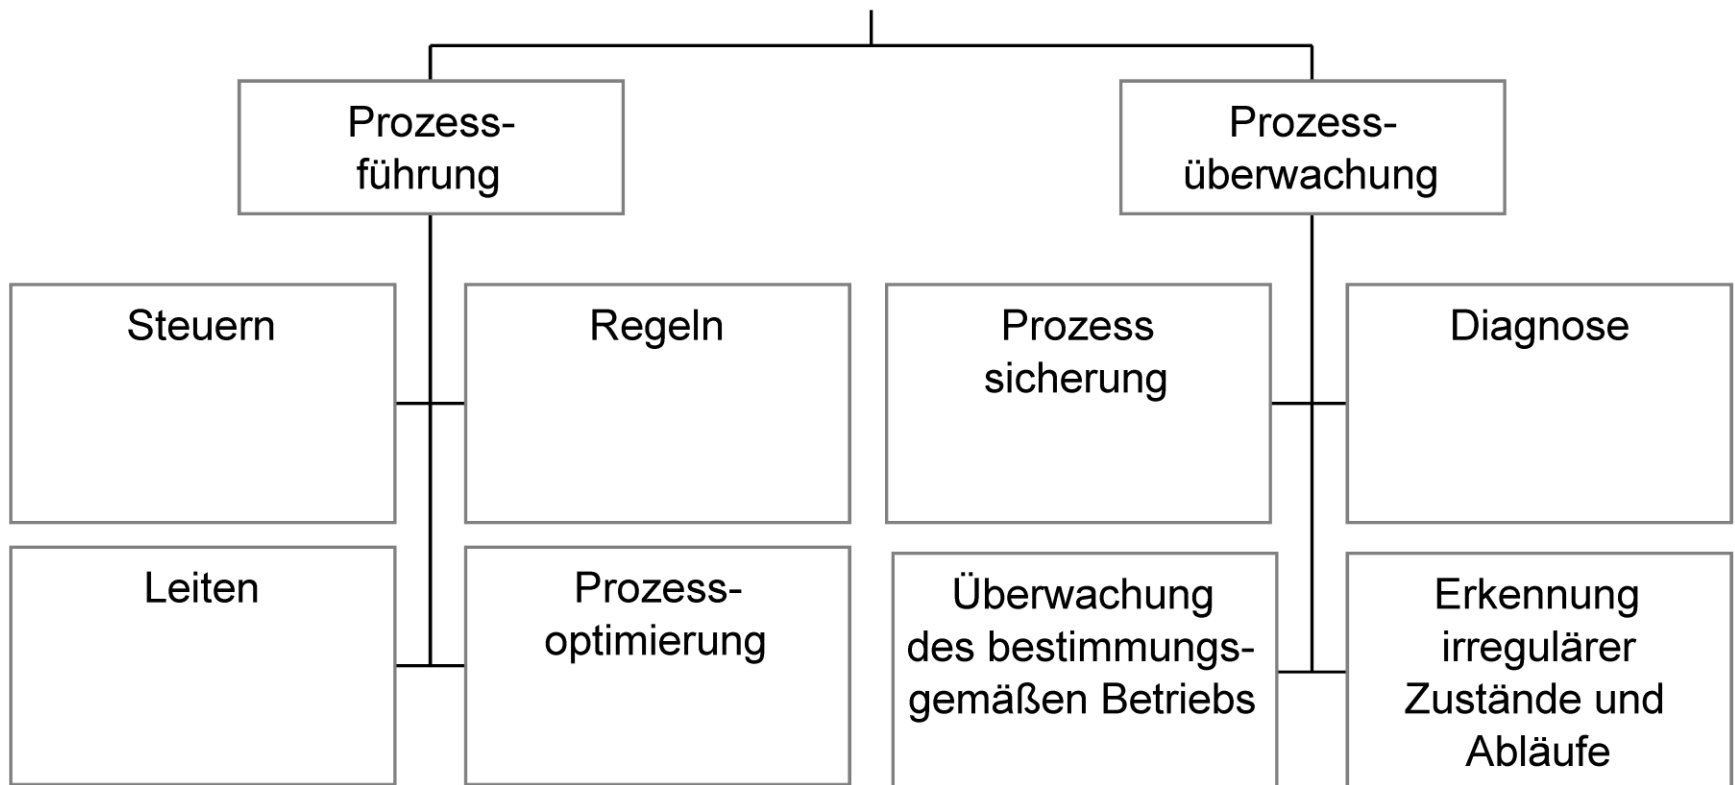 Prozess-
führung
Prozess-
überwachung
Steuern
Regeln
Prozess
sicherung
Diagnose
Leiten
Prozess-
optimierung
Überwachung
des bestimmungs-
gemäßen Betriebs
Erkennung
irregulärer
Zustände und
Abläufe